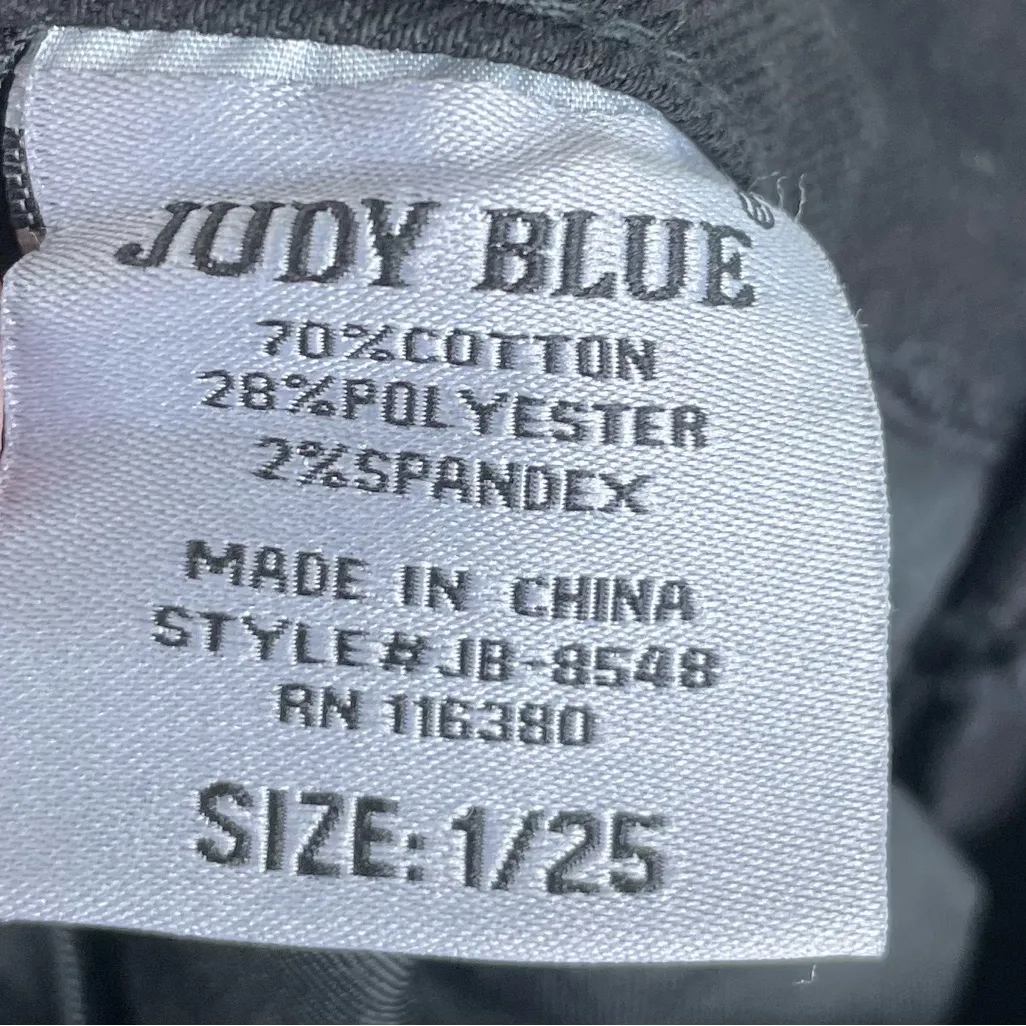 JUDY BLUE®
70%COTTON
28%POLYESTER
2%SPANDEX
MADE IN CHINA
STYLE#JB-8548
RN 116380
SIZE:1/25